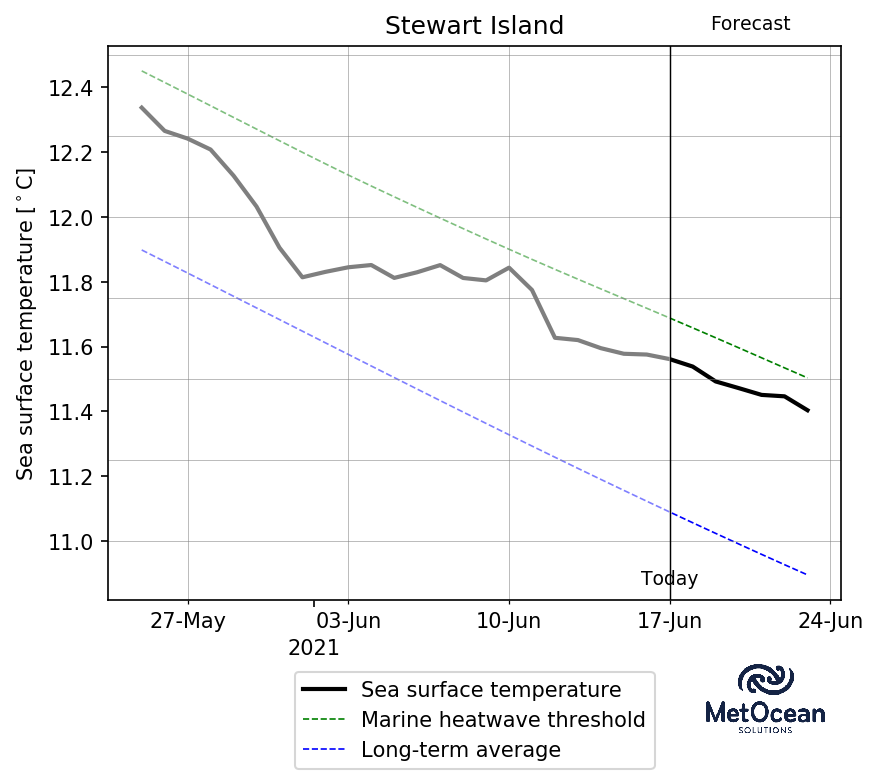 Stewart Island
Forecast
Sea surface temperature [°C]
12.4
12.2
12.0
11.8
11.6
11.4
11.2
11.0
Today
27-May
03-Jun
10-Jun
17-Jun
24-Jun
2021
Sea surface temperature
Marine heatwave threshold
Long-term average
MetOcean
SOLUTIONS